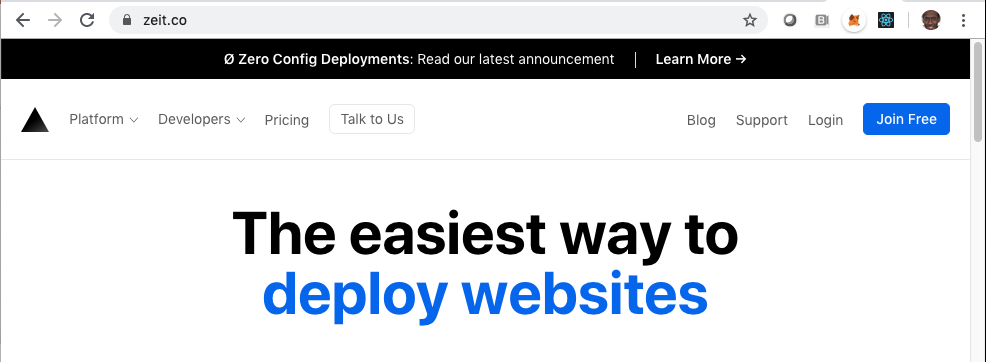 zeit.co
Ø Zero Config Deployments: Read our latest announcement Learn More →
Platform Developers Pricing Talk to Us Blog Support Login Join Free
The easiest way to
deploy websites